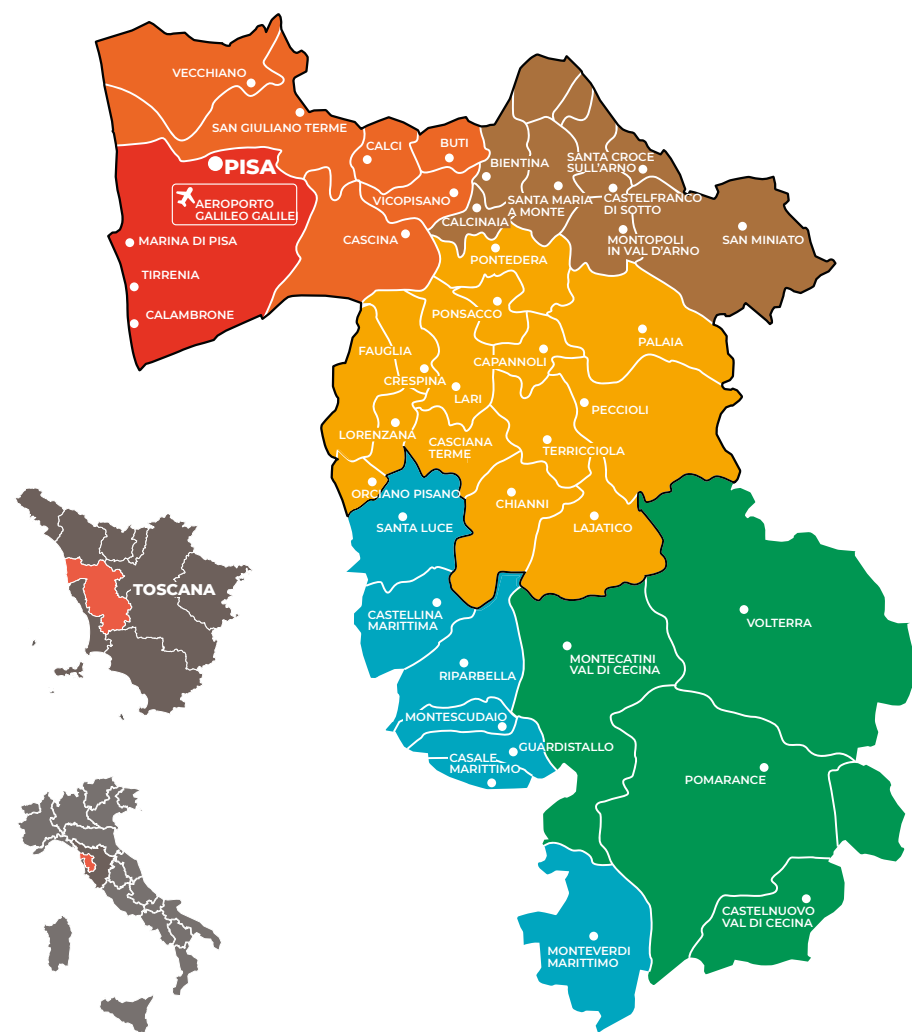 VECCHIANO
SAN GIULIANO TERME
CALCI
BUTI
PISA
AEROPORTO
GALILEO GALILEI
VICOPISANO
BIENTINA
SANTA CROCE
SULL'ARNO
CALCINAIA
SANTA MARIA
A MONTE
CASTELFRANCO
DI SOTTO
MARINA DI PISA
CASCINA
MONTOPOLI
IN VAL D'ARNO
SAN MINIATO
TIRRENIA
PONTEDERA
CALAMBRONE
PONSACCO
PALAIA
FAUGLIA
CAPANNOLI
CRESPINA
LARI
PECCIOLI
LORENZANA
CASCIANA
TERME
TERRICCIOLA
ORCIANO PISANO
CHIANNI
SANTA LUCE
LAJATICO
TOSCANA
CASTELLINA
MARITTIMA
VOLTERRA
RIPARBELLA
MONTECATINI
VAL DI CECINA
MONTESCUDAIO
GUARDISTALLO
CASALE
MARITTIMO
POMARANCE
CASTELNUOVO
VAL DI CECINA
MONTEVERDI
MARITTIMO